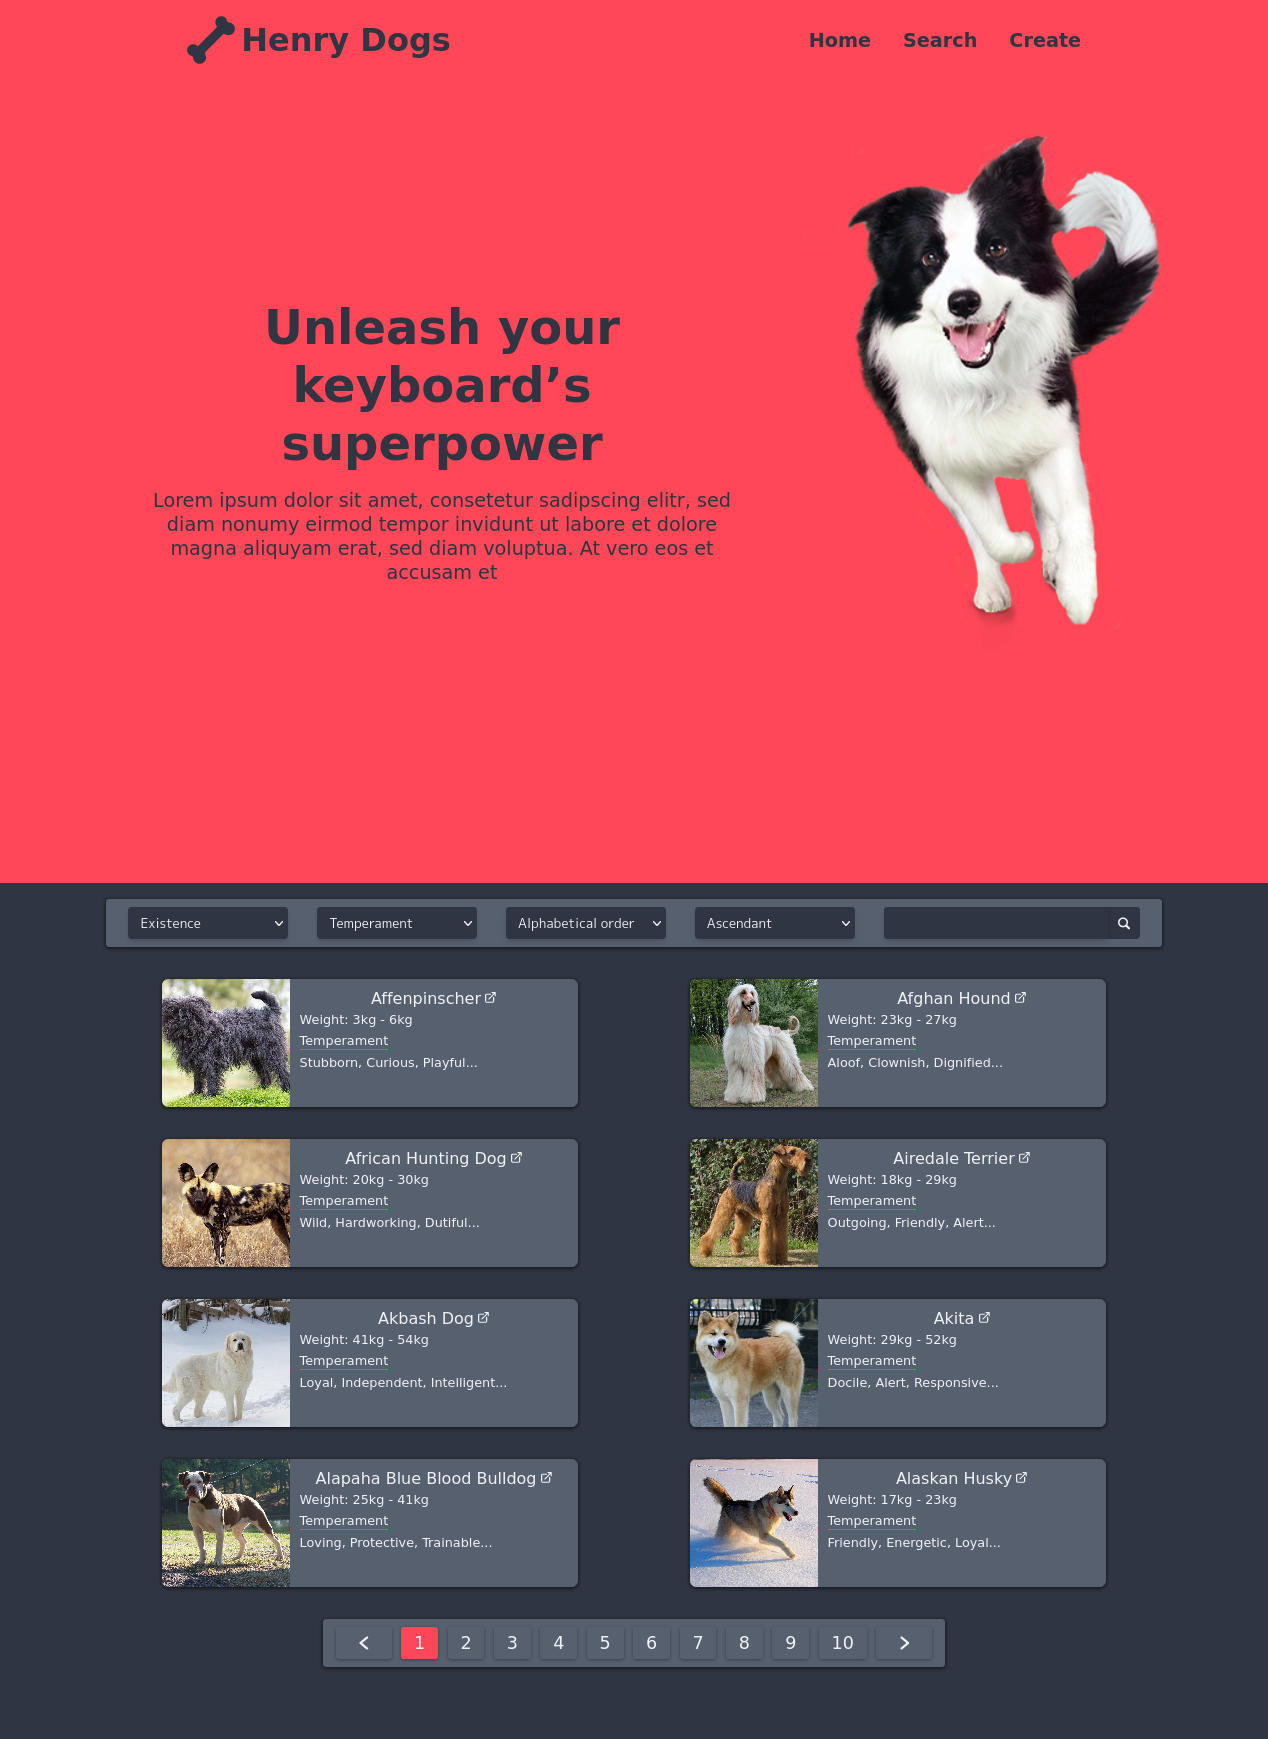 Henry Dogs
Home Search Create
Unleash your
keyboard’s
superpower
Lorem ipsum dolor sit amet, consetetur sadipscing elitr, sed
diam nonumy eirmod tempor invidunt ut labore et dolore
magna aliquyam erat, sed diam voluptua. At vero eos et
accusam et
Existence Temperament Alphabetical order Ascendant
Affenpinscher
Weight: 3kg - 6kg
Temperament
Stubborn, Curious, Playful...
Afghan Hound
Weight: 23kg - 27kg
Temperament
Aloof, Clownish, Dignified...
African Hunting Dog
Weight: 20kg - 30kg
Temperament
Wild, Hardworking, Dutiful...
Airedale Terrier
Weight: 18kg - 29kg
Temperament
Outgoing, Friendly, Alert...
Akbash Dog
Weight: 41kg - 54kg
Temperament
Loyal, Independent, Intelligent...
Akita
Weight: 29kg - 52kg
Temperament
Docile, Alert, Responsive...
Alapaha Blue Blood Bulldog
Weight: 25kg - 41kg
Temperament
Loving, Protective, Trainable...
Alaskan Husky
Weight: 17kg - 23kg
Temperament
Friendly, Energetic, Loyal...
1 2 3 4 5 6 7 8 9 10